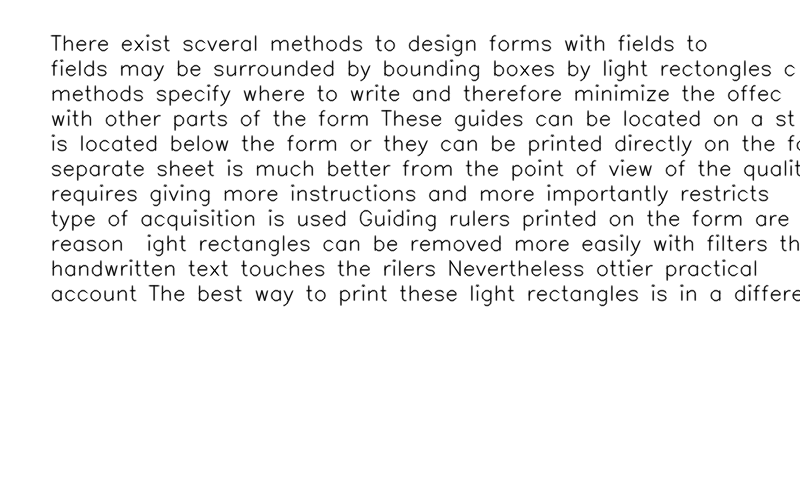 There exist scveral methods to design forms with fields to
fields may be surrounded by bounding boxes by light rectongles c
methods specify where to write and therefore minimize the offec
with other parts of the form These guides can be located on a st
is located below the form or they can be printed directly on the fo
separate sheet is much better from the point of view of the qualit
requires giving more instructions and more importantly restricts
type of acquisition is used Guiding rulers printed on the form are
reason ight rectangles can be removed more easily with filters th
handwritten text touches the rilers Nevertheless ottier practical
account The best way to print these light rectangles is in a differe